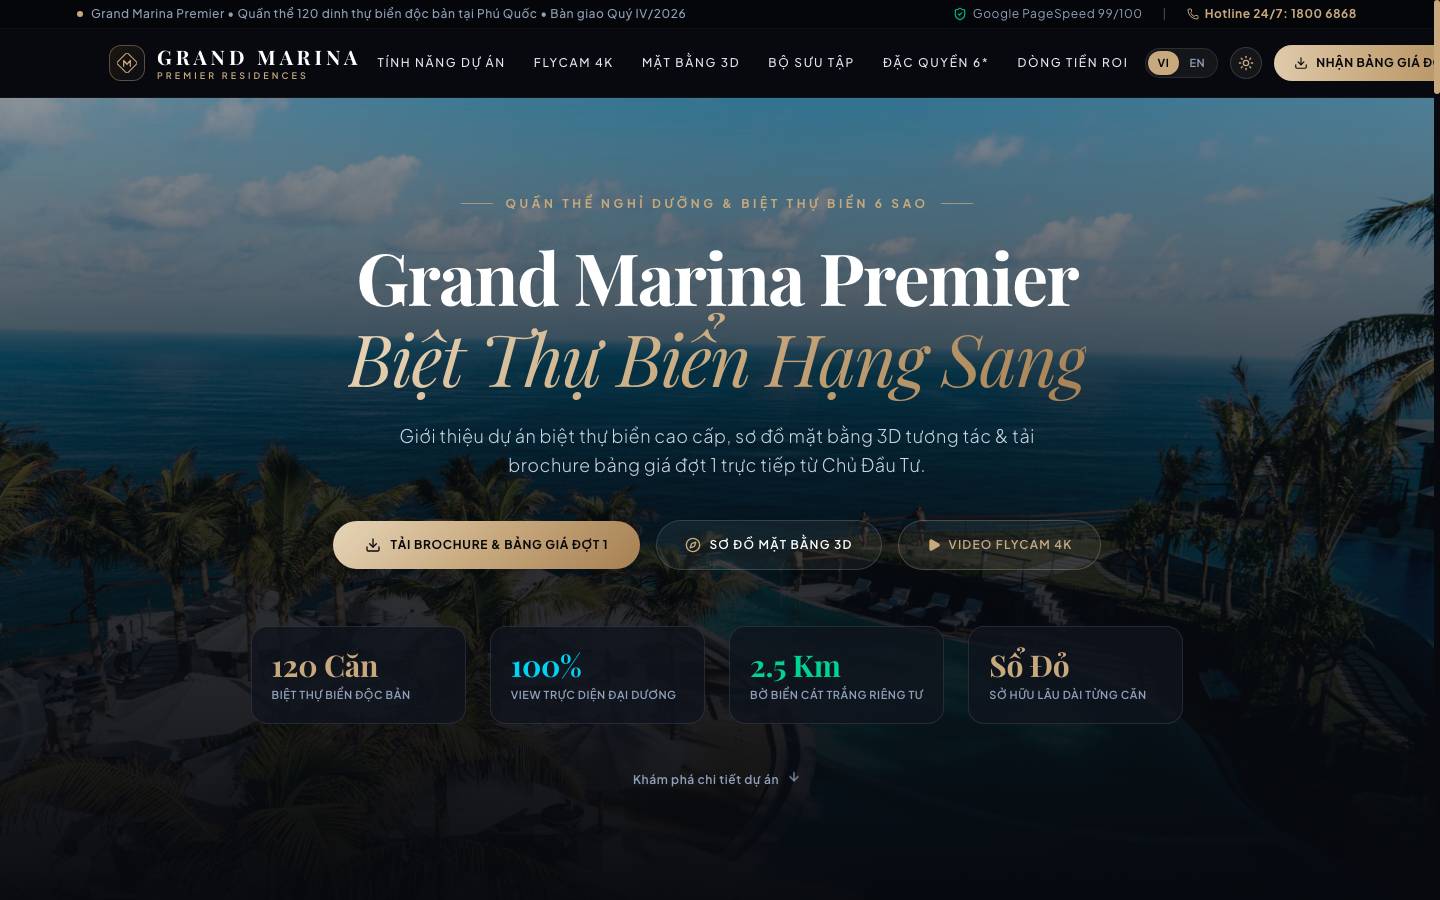 Grand Marina Premier • Quần thể 120 dinh thự biển độc bản tại Phú Quốc • Bàn giao Quý IV/2026
Google PageSpeed 99/100 | Hotline 24/7: 1800 6868
GRAND MARINA
PREMIER RESIDENCES
TÍNH NĂNG DỰ ÁN
FLYCAM 4K
MẶT BẰNG 3D
BỘ SƯU TẬP
ĐẶC QUYỀN 6*
DÒNG TIỀN ROI
VI EN
NHẬN BẢNG GIÁ
QUẦN THỂ NGHỈ DƯỠNG & BIỆT THỰ BIỂN 6 SAO
Grand Marina Premier
Biệt Thự Biển Hạng Sang
Giới thiệu dự án biệt thự biển cao cấp, sơ đồ mặt bằng 3D tương tác & tải
brochure bảng giá đợt 1 trực tiếp từ Chủ Đầu Tư.
TẢI BROCHURE & BẢNG GIÁ ĐỢT 1
SƠ ĐỒ MẶT BẰNG 3D
VIDEO FLYCAM 4K
120 Căn
BIỆT THỰ BIỂN ĐỘC BẢN
100%
VIEW TRỰC DIỆN ĐẠI DƯƠNG
2.5 Km
BỜ BIỂN CÁT TRẮNG RIÊNG TƯ
Sổ Đỏ
SỞ HỮU LÂU DÀI TỪNG CĂN
Khám phá chi tiết dự án